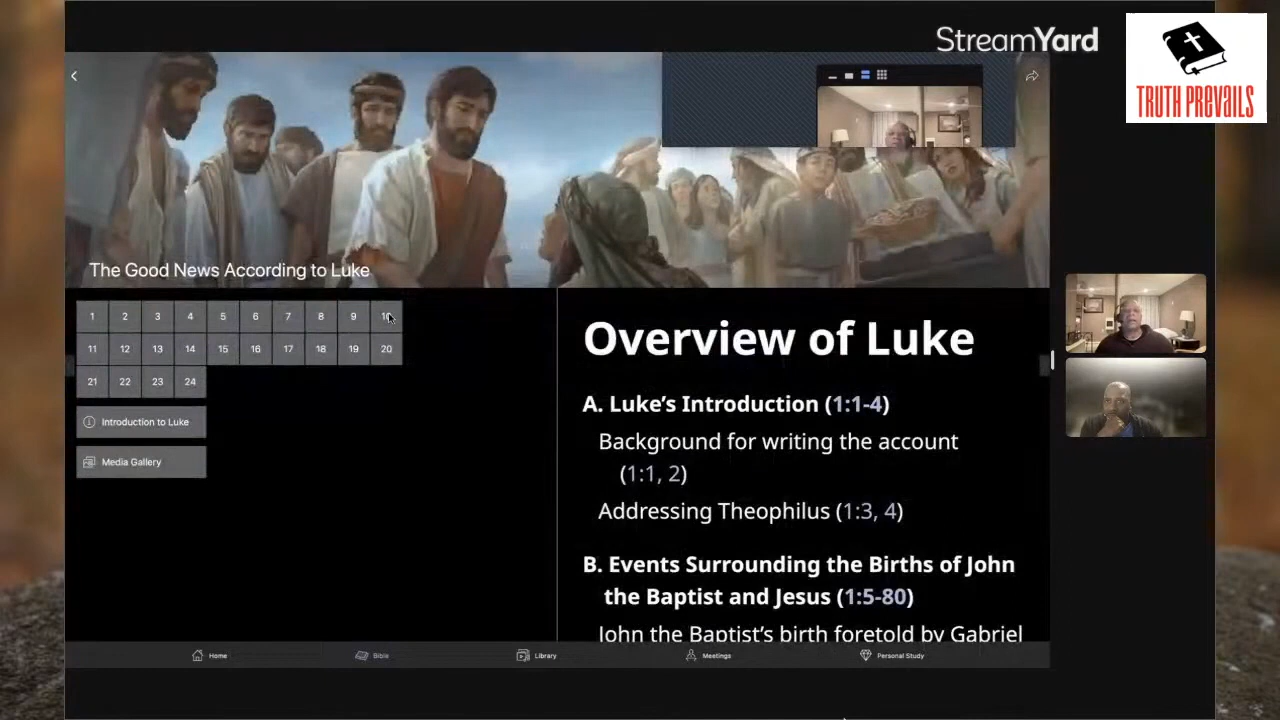 StreamYard
TRUTH PREVAILS
The Good News According to Luke
1 2 3 4 5 6 7 8 9 10
11 12 13 14 15 16 17 18 19 20
21 22 23 24
Introduction to Luke
Media Gallery
Overview of Luke
A. Luke’s Introduction (1:1-4)
Background for writing the account
(1:1, 2)
Addressing Theophilus (1:3, 4)
B. Events Surrounding the Births of John
the Baptist and Jesus (1:5-80)
John the Baptist’s birth foretold by Gabriel
Home Bible Library Meetings Personal Study